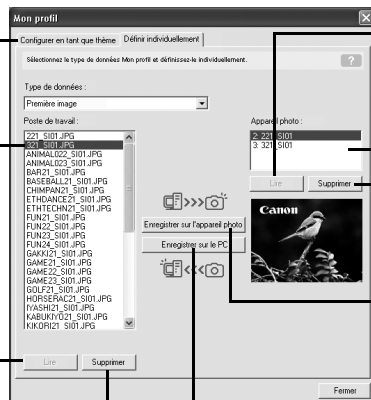 Mon profil
Configurer en tant que thème
Définir individuellement
Sélectionnez le type de données Mon profil et définissez-le individuellement.
?
Type de données :
Première image
Poste de travail :
221_SI01.JPG
321_SI01.JPG
ANIMAL022_SI01.JPG
ANIMAL023_SI01.JPG
BAR21_SI01.JPG
BASEBALL21_SI01.JPG
CHIMPAN21_SI01.JPG
ETHDANCE21_SI01.JPG
ETHTECHN21_SI01.JPG
FUN21_SI01.JPG
FUN22_SI01.JPG
FUN23_SI01.JPG
FUN24_SI01.JPG
GAKKI21_SI01.JPG
GAME21_SI01.JPG
GAME22_SI01.JPG
GAME23_SI01.JPG
GOLF21_SI01.JPG
HORSERAC21_SI01.JPG
IYASHI21_SI01.JPG
KABUKIYO21_SI01.JPG
KIKORI21_SI01.JPG
Lire
Supprimer
Enregistrer sur l'appareil photo
Enregistrer sur le PC
Appareil photo :
2: 221_SI01
3: 321_SI01
Lire
Supprimer
Canon
Fermer